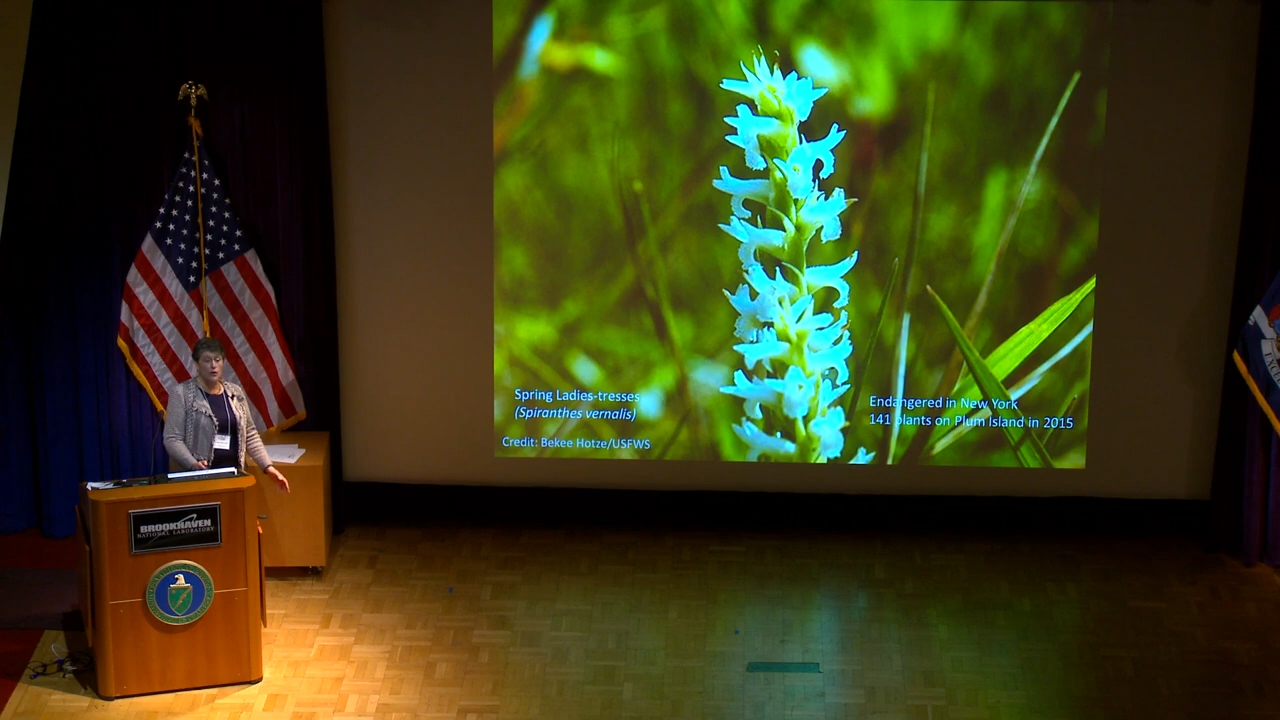 Spring Ladies-tresses
(Spiranthes vernalis)
Credit: Bekee Hotze/USFWS
Endangered in New York
141 plants on Plum Island in 2015
BROOKHAVEN
NATIONAL LABORATORY